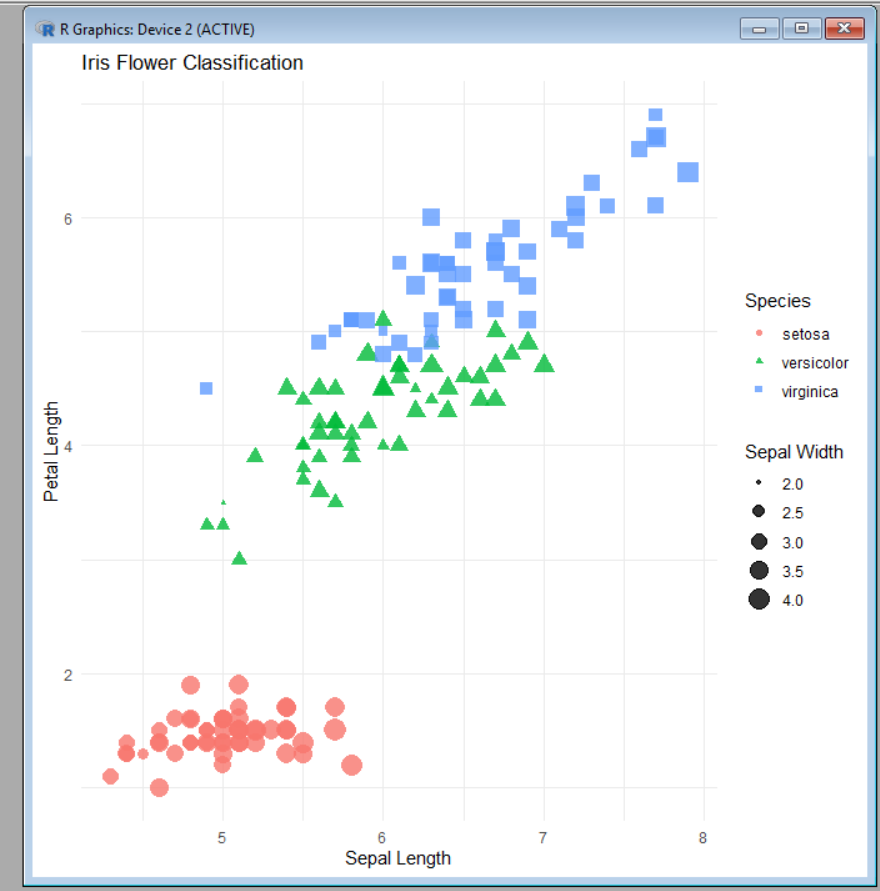 R Graphics: Device 2 (ACTIVE)
Iris Flower Classification
6
4
2
Petal Length
5 6 7 8
Sepal Length
Species
setosa
versicolor
virginica
Sepal Width
2.0
2.5
3.0
3.5
4.0